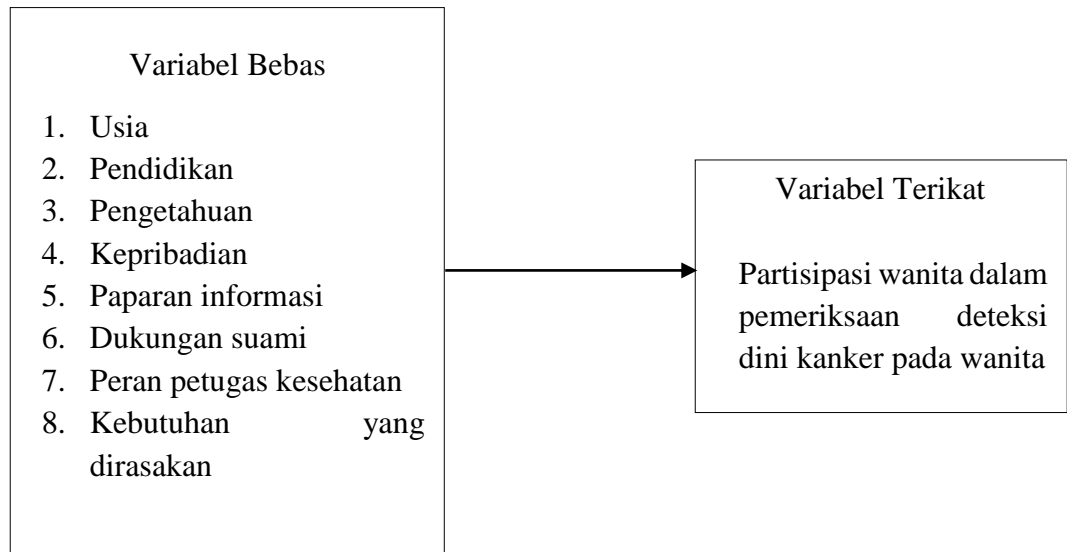 Variabel Bebas
1. Usia
2. Pendidikan
3. Pengetahuan
4. Kepribadian
5. Paparan informasi
6. Dukungan suami
7. Peran petugas kesehatan
8. Kebutuhan yang
dirasakan
Variabel Terikat
Partisipasi wanita dalam
pemeriksaan deteksi
dini kanker pada wanita